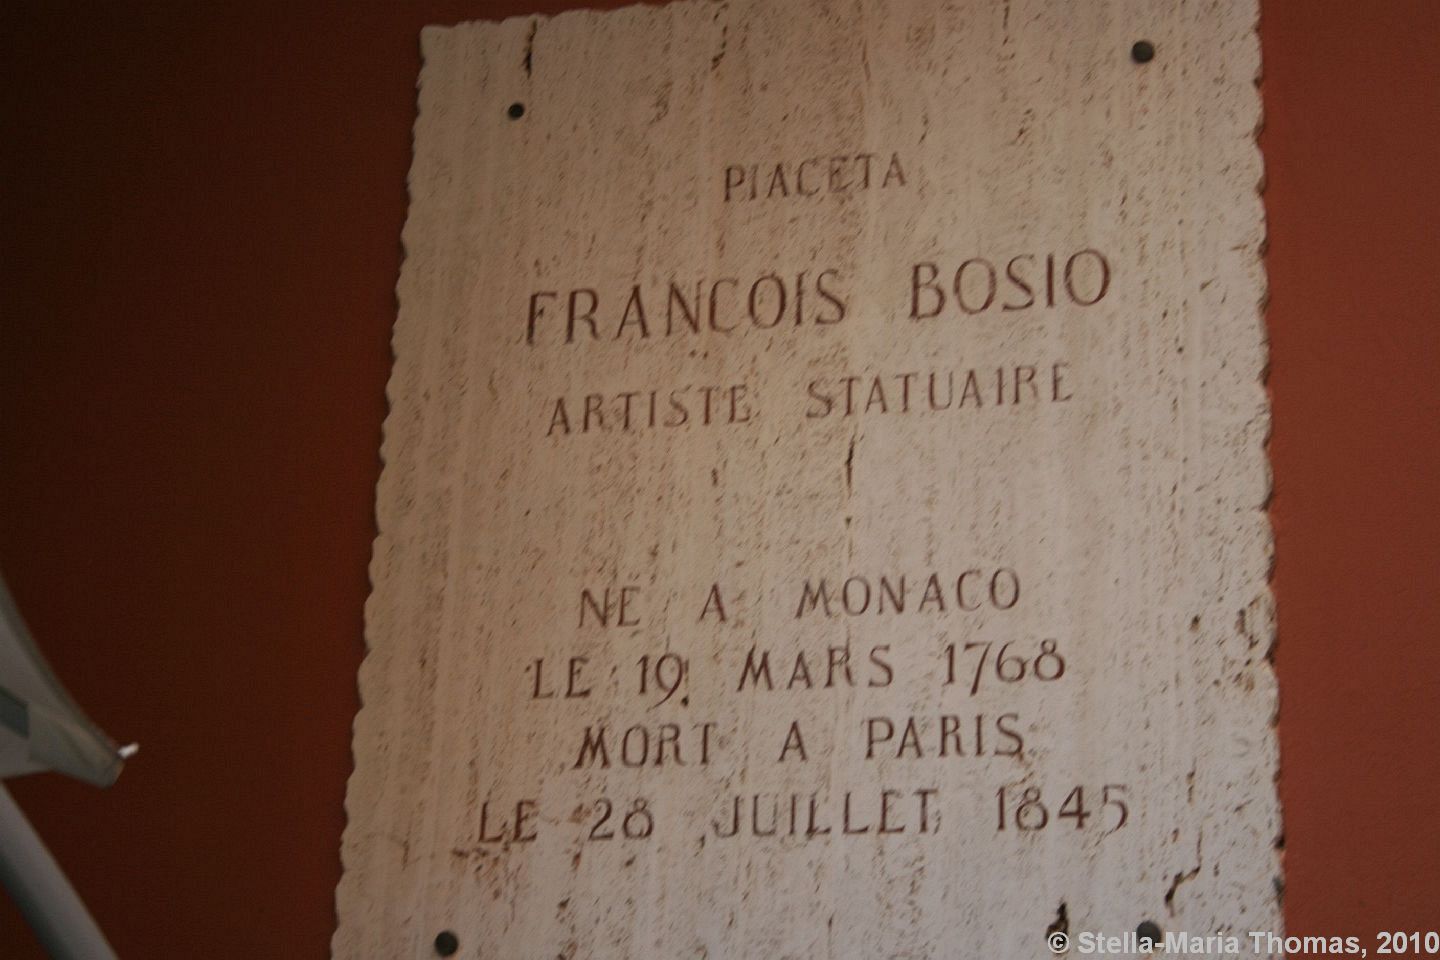 PIACETA
FRANCOIS BOSIO
ARTISTE STATUAIRE
NE A MONACO
LE 19 MARS 1768
MORT A PARIS
LE 28 JUILLET 1845
© Stella-Maria Thomas, 2010